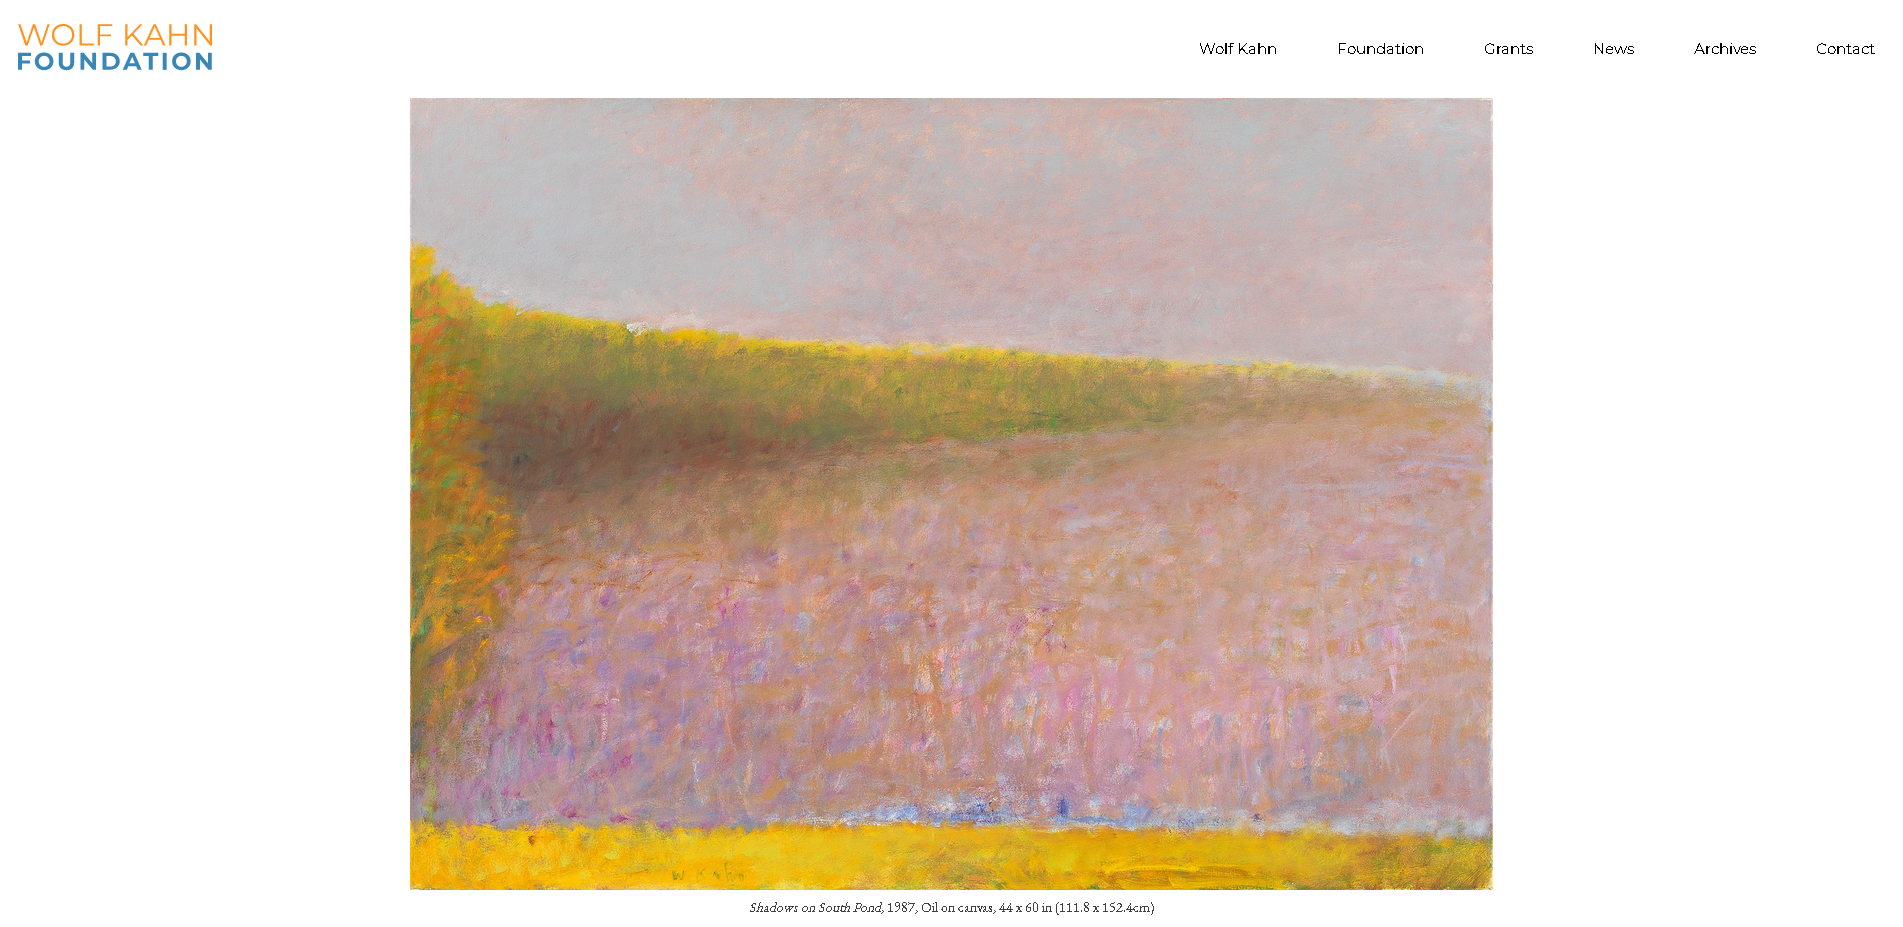 WOLF KAHN
FOUNDATION
Wolf Kahn Foundation Grants News Archives Contact
Shadows on South Pond, 1987, Oil on canvas, 44 x 60 in (111.8 x 152.4cm)